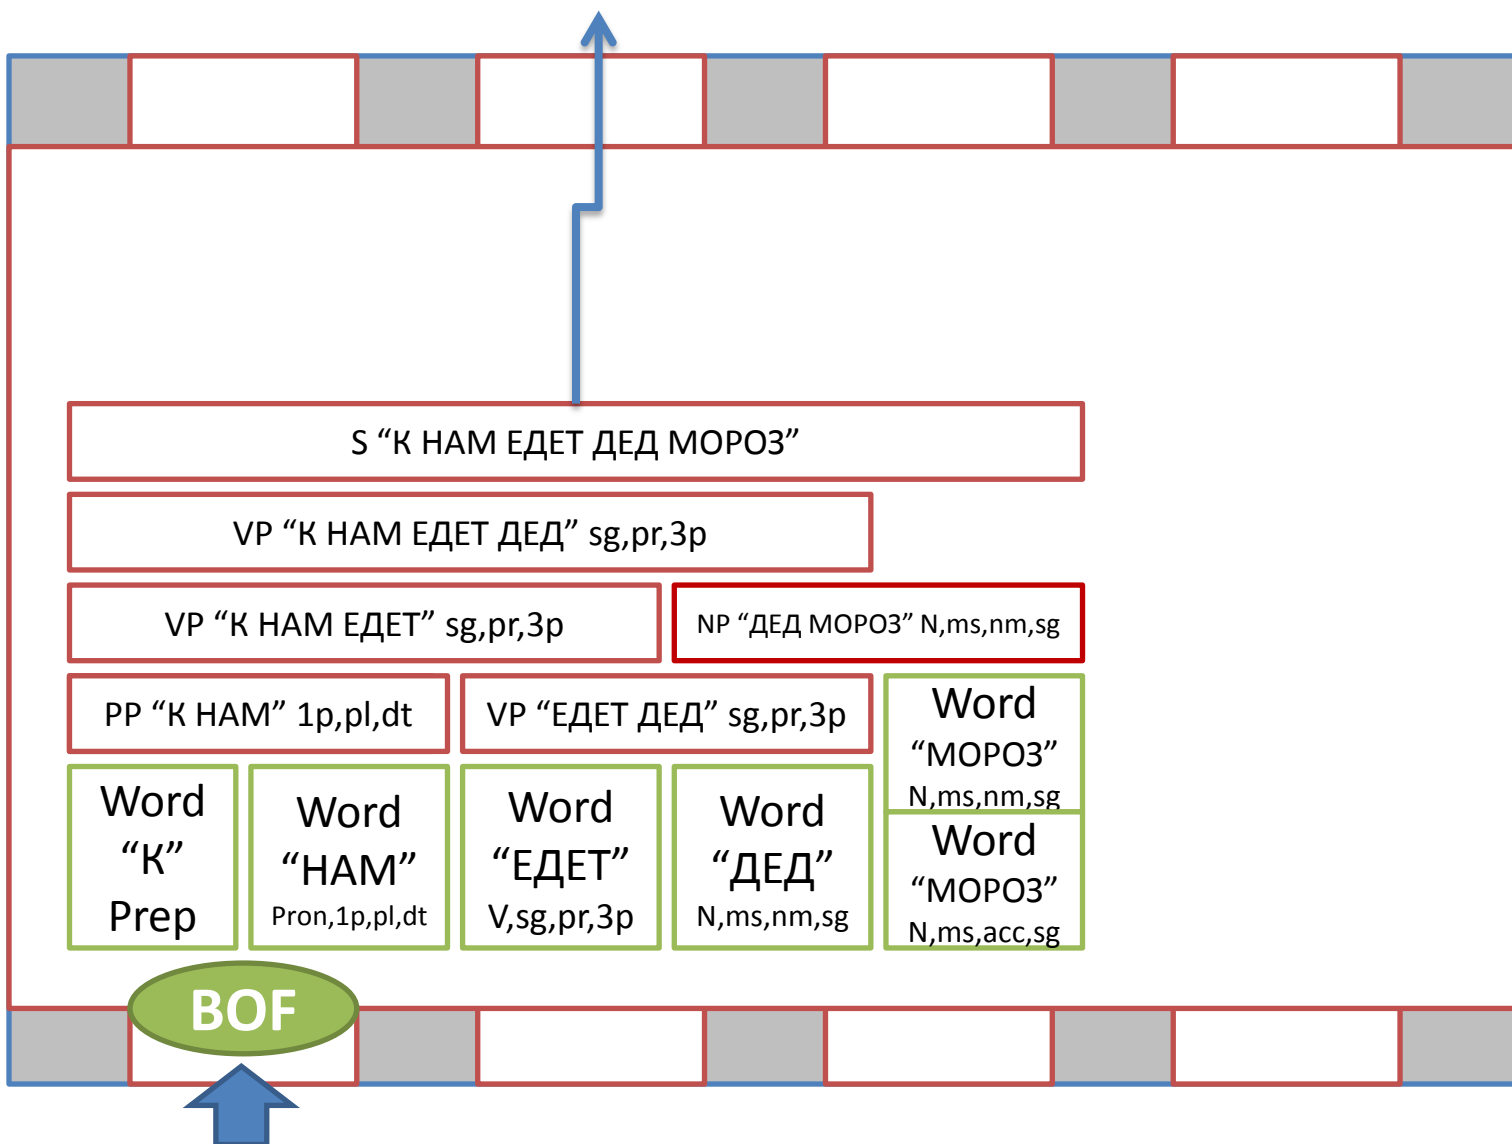 S “К НАМ ЕДЕТ ДЕД МОРОЗ”
VP “К НАМ ЕДЕТ ДЕД” sg,pr,3p
VP “К НАМ ЕДЕТ” sg,pr,3p
NP “ДЕД МОРОЗ” N,ms,nm,sg
PP “К НАМ” 1p,pl,dt
VP “ЕДЕТ ДЕД” sg,pr,3p
Word
“МОРОЗ”
N,ms,nm,sg
Word
“К”
Prep
Word
“НАМ”
Pron,1p,pl,dt
Word
“ЕДЕТ”
V,sg,pr,3p
Word
“ДЕД”
N,ms,nm,sg
Word
“МОРОЗ”
N,ms,acc,sg
BOF